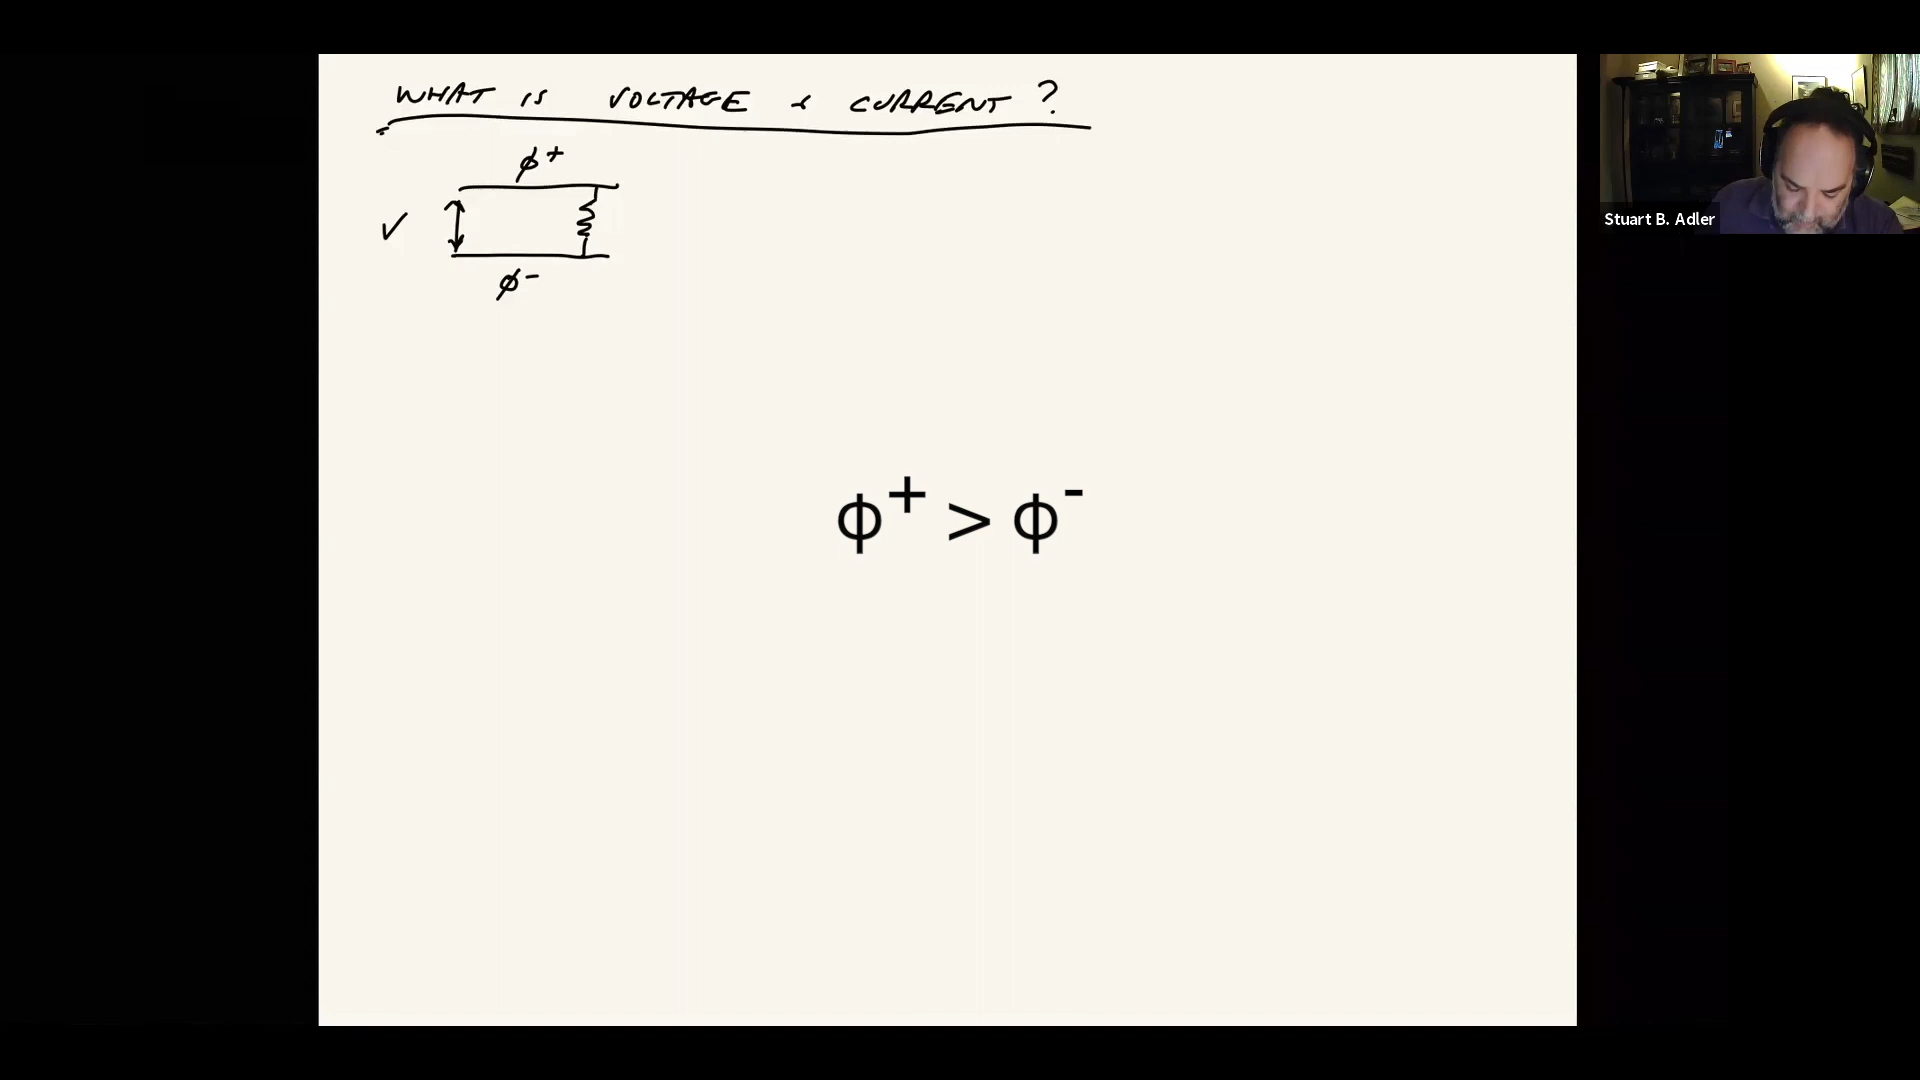 WHAT IS VOLTAGE & CURRENT?
ϕ+
V
ϕ-
ϕ+ > ϕ-
Stuart B. Adler